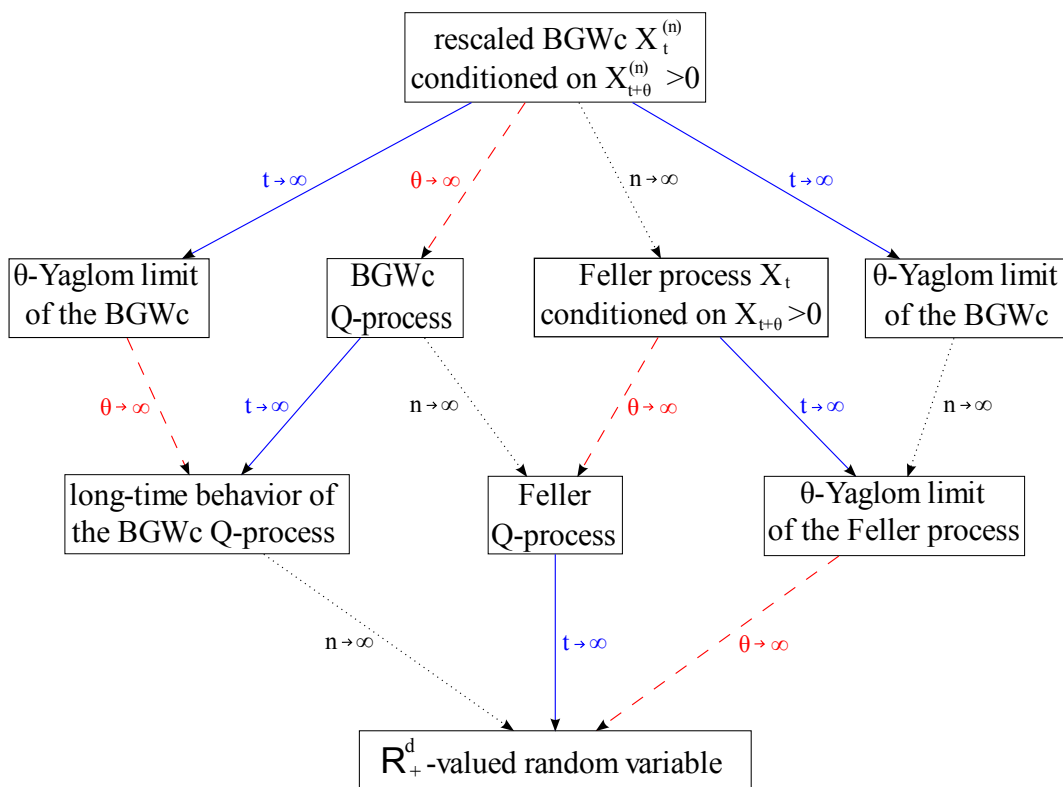 rescaled BGWc X_t^(n)
conditioned on X_{t+θ}^(n) >0
t→∞
θ→∞
n→∞
t→∞
θ-Yaglom limit
of the BGWc
BGWc
Q-process
Feller process X_t
conditioned on X_{t+θ} >0
θ-Yaglom limit
of the BGWc
θ→∞
t→∞
n→∞
θ→∞
t→∞
n→∞
long-time behavior of
the BGWc Q-process
Feller
Q-process
θ-Yaglom limit
of the Feller process
n→∞
t→∞
θ→∞
R_+^d-valued random variable